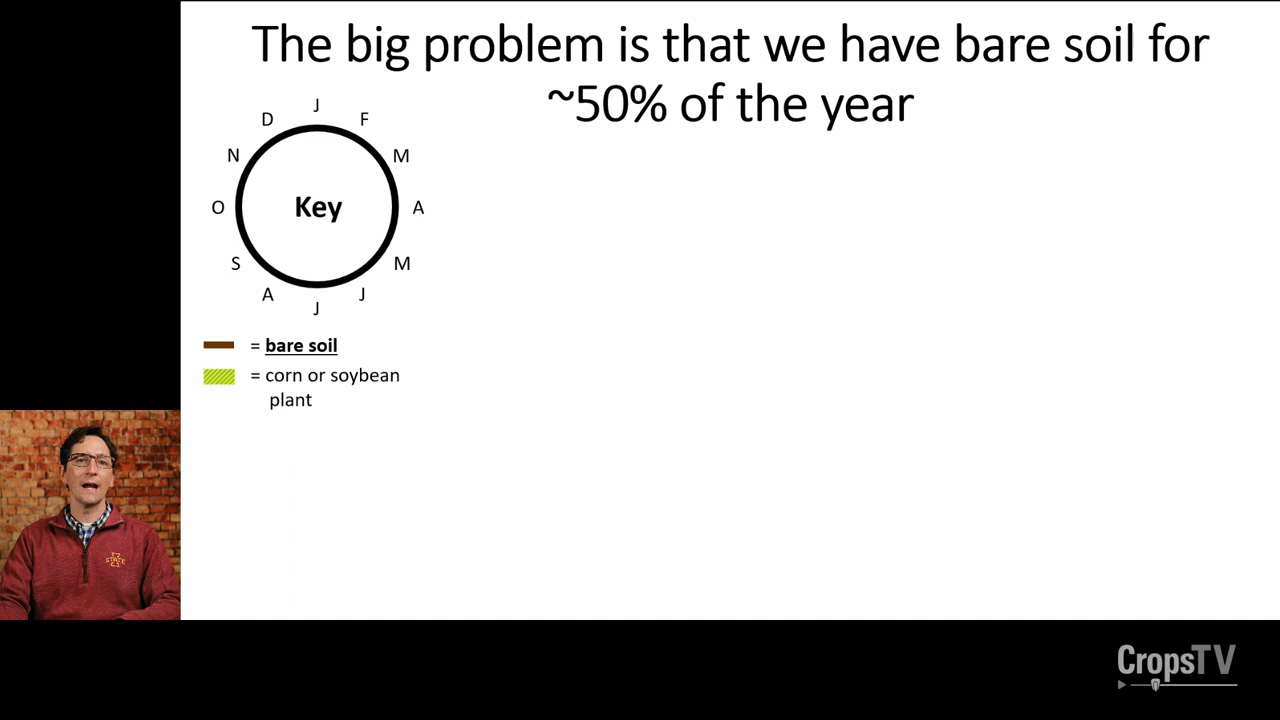 The big problem is that we have bare soil for
~50% of the year
J
D
F
N
M
O
Key
A
S
M
A
J
J
= bare soil
= corn or soybean
plant
STATE
CropsTV